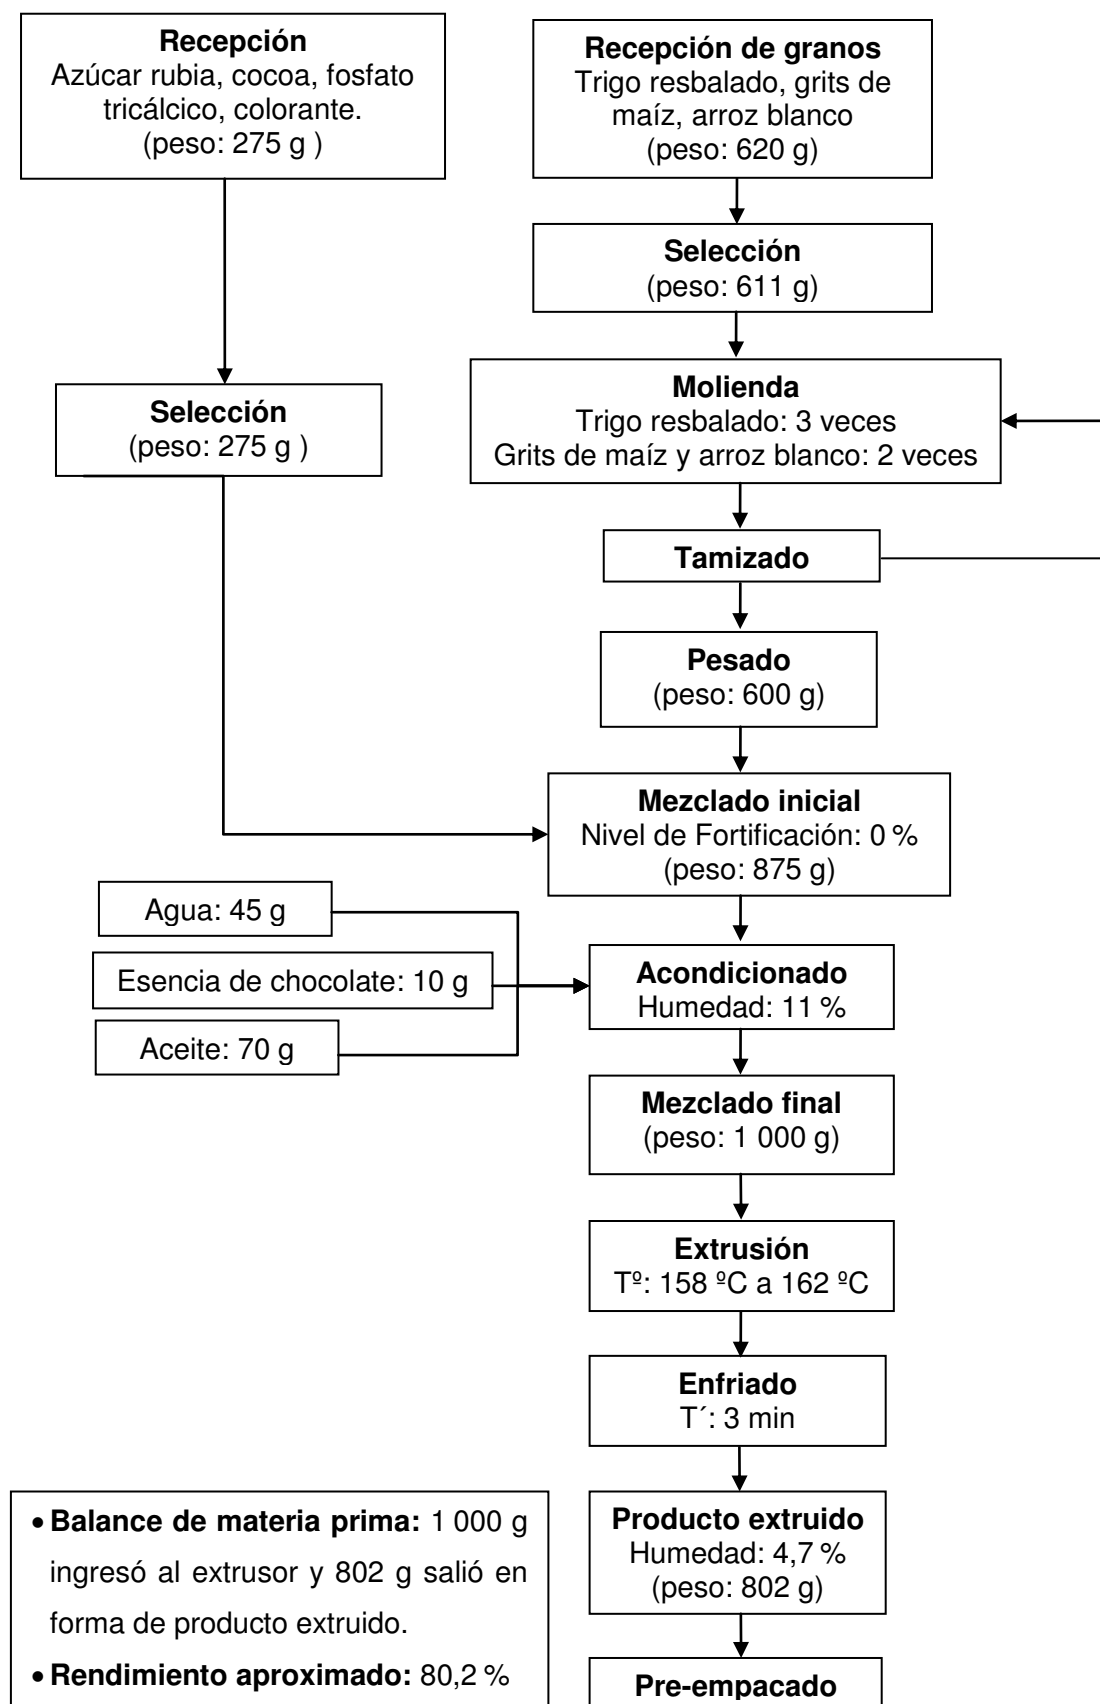 Recepción
Azúcar rubia, cocoa, fosfato
tricálcico, colorante.
(peso: 275 g )
Recepción de granos
Trigo resbalado, grits de
maíz, arroz blanco
(peso: 620 g)
Selección
(peso: 611 g)
Molienda
Trigo resbalado: 3 veces
Grits de maíz y arroz blanco: 2 veces
Selección
(peso: 275 g )
Tamizado
Pesado
(peso: 600 g)
Mezclado inicial
Nivel de Fortificación: 0 %
(peso: 875 g)
Agua: 45 g
Esencia de chocolate: 10 g
Aceite: 70 g
Acondicionado
Humedad: 11 %
Mezclado final
(peso: 1 000 g)
Extrusión
Tº: 158 ºC a 162 ºC
Enfriado
T´: 3 min
Producto extruido
Humedad: 4,7 %
(peso: 802 g)
• Balance de materia prima: 1 000 g
ingresó al extrusor y 802 g salió en
forma de producto extruido.
• Rendimiento aproximado: 80,2 %
Pre-empacado